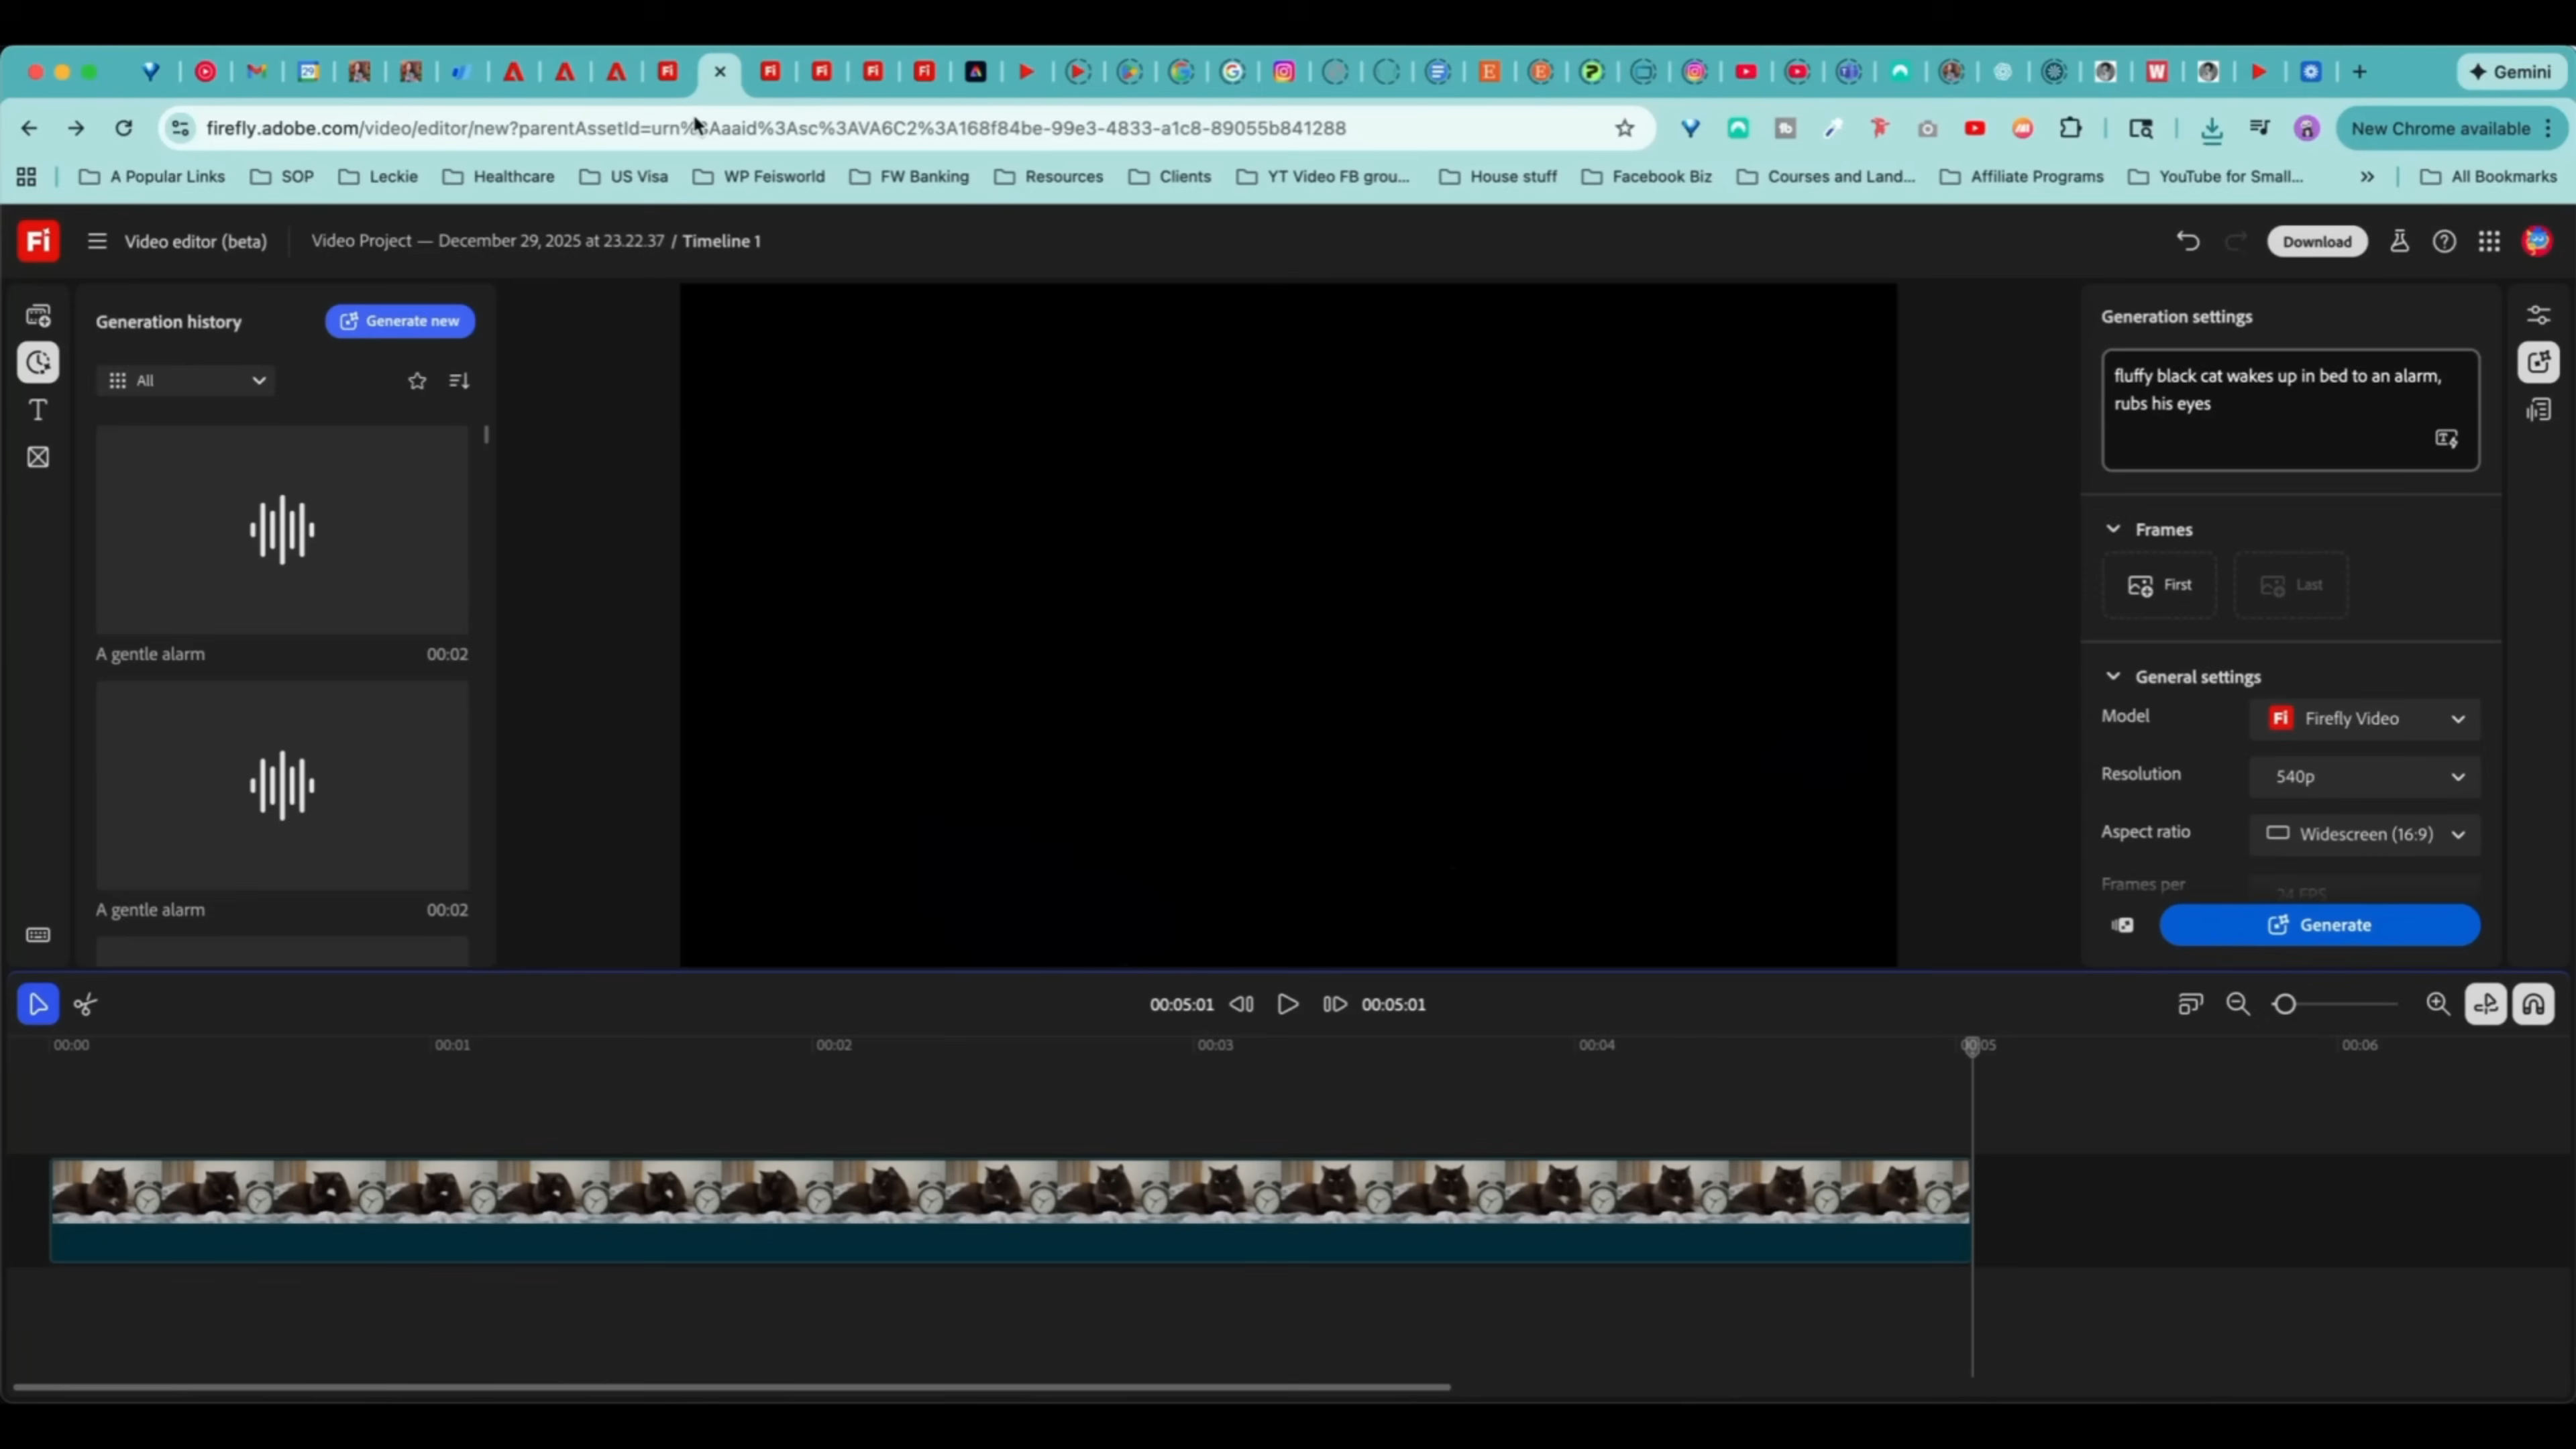 Gemini
firefly.adobe.com/video/editor/new?parentAssetId=urn%3Aaaid%3Asc%3AVA6C2%3A168f84be-99e3-4833-a1c8-89055b841288
New Chrome available
A Popular Links
SOP
Leckie
Healthcare
US Visa
WP Feisworld
FW Banking
Resources
Clients
YT Video FB grou...
House stuff
Facebook Biz
Courses and Land...
Affiliate Programs
YouTube for Small...
All Bookmarks
Fi
Video editor (beta)
Video Project — December 29, 2025 at 23.22.37 / Timeline 1
Download
Generation history
Generate new
All
A gentle alarm
00:02
A gentle alarm
00:02
Generation settings
fluffy black cat wakes up in bed to an alarm,
rubs his eyes
Frames
First
Last
General settings
Model
Fi Firefly Video
Resolution
540p
Aspect ratio
Widescreen (16:9)
Frames per
24 FPS
Generate
00:05:01
00:05:01
00:00
00:01
00:02
00:03
00:04
00:05
00:06